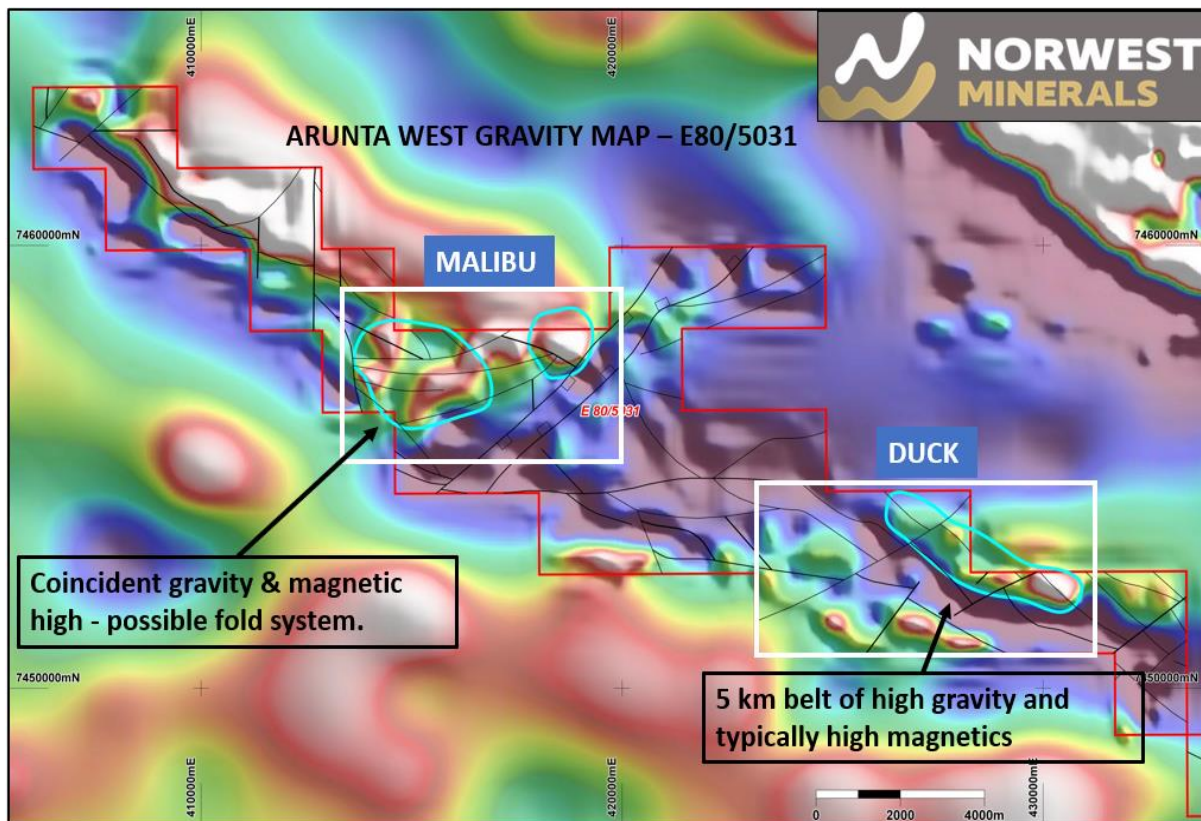 410000mE
420000mE
NORWEST
MINERALS
ARUNTA WEST GRAVITY MAP – E80/5031
7460000mN
7460000mN
MALIBU
E 80/5031
DUCK
Coincident gravity & magnetic
high - possible fold system.
7450000mN
7450000mN
5 km belt of high gravity and
typically high magnetics
410000mE
420000mE
430000mE
0 2000 4000m